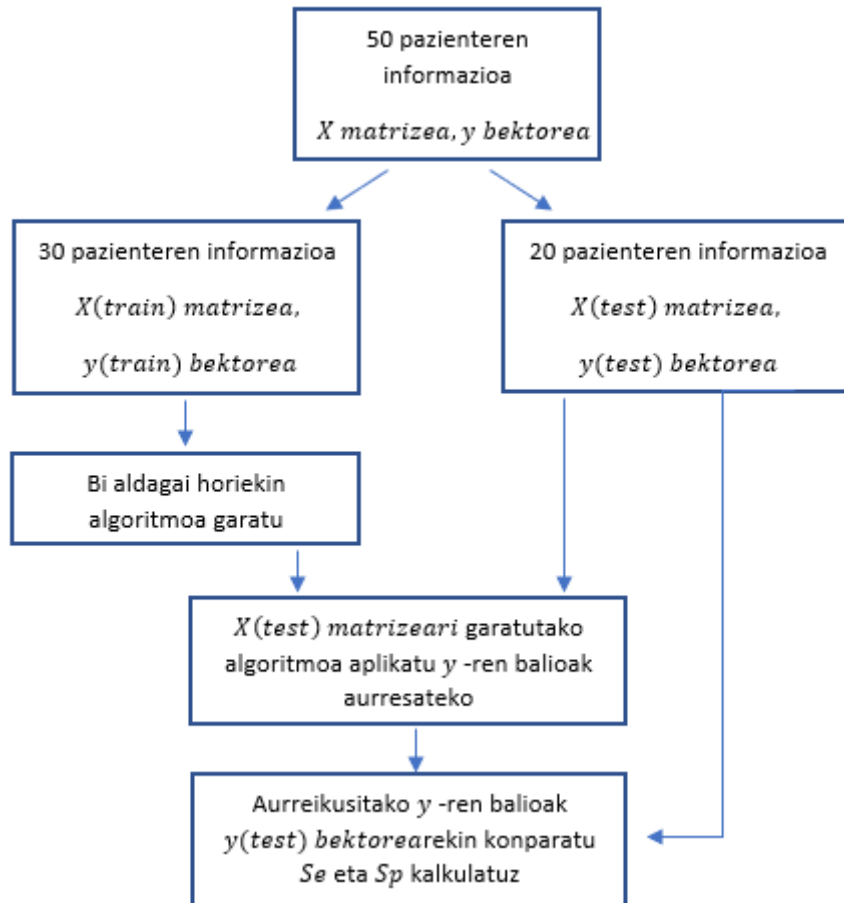 50 pazienteren
informazioa
X matrizea, y bektorea
30 pazienteren informazioa
X(train) matrizea,
y(train) bektorea
20 pazienteren informazioa
X(test) matrizea,
y(test) bektorea
Bi aldagai horiekin
algoritmoa garatu
X(test) matrizeari garatutako
algoritmoa aplikatu y -ren balioak
aurresateko
Aurreikusitako y -ren balioak
y(test) bektorearekin konparatu
Se eta Sp kalkulatuz